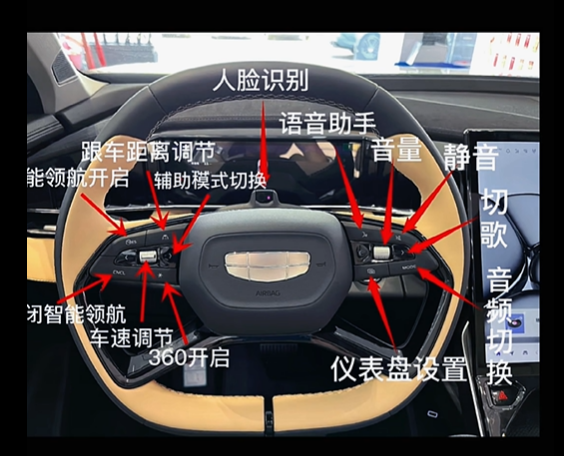 人脸识别
语音助手
跟车距离调节
音量
静音
能领航开启
辅助模式切换
切歌
闭智能领航
车速调节
360开启
仪表盘设置
音频切换
AIRBAG